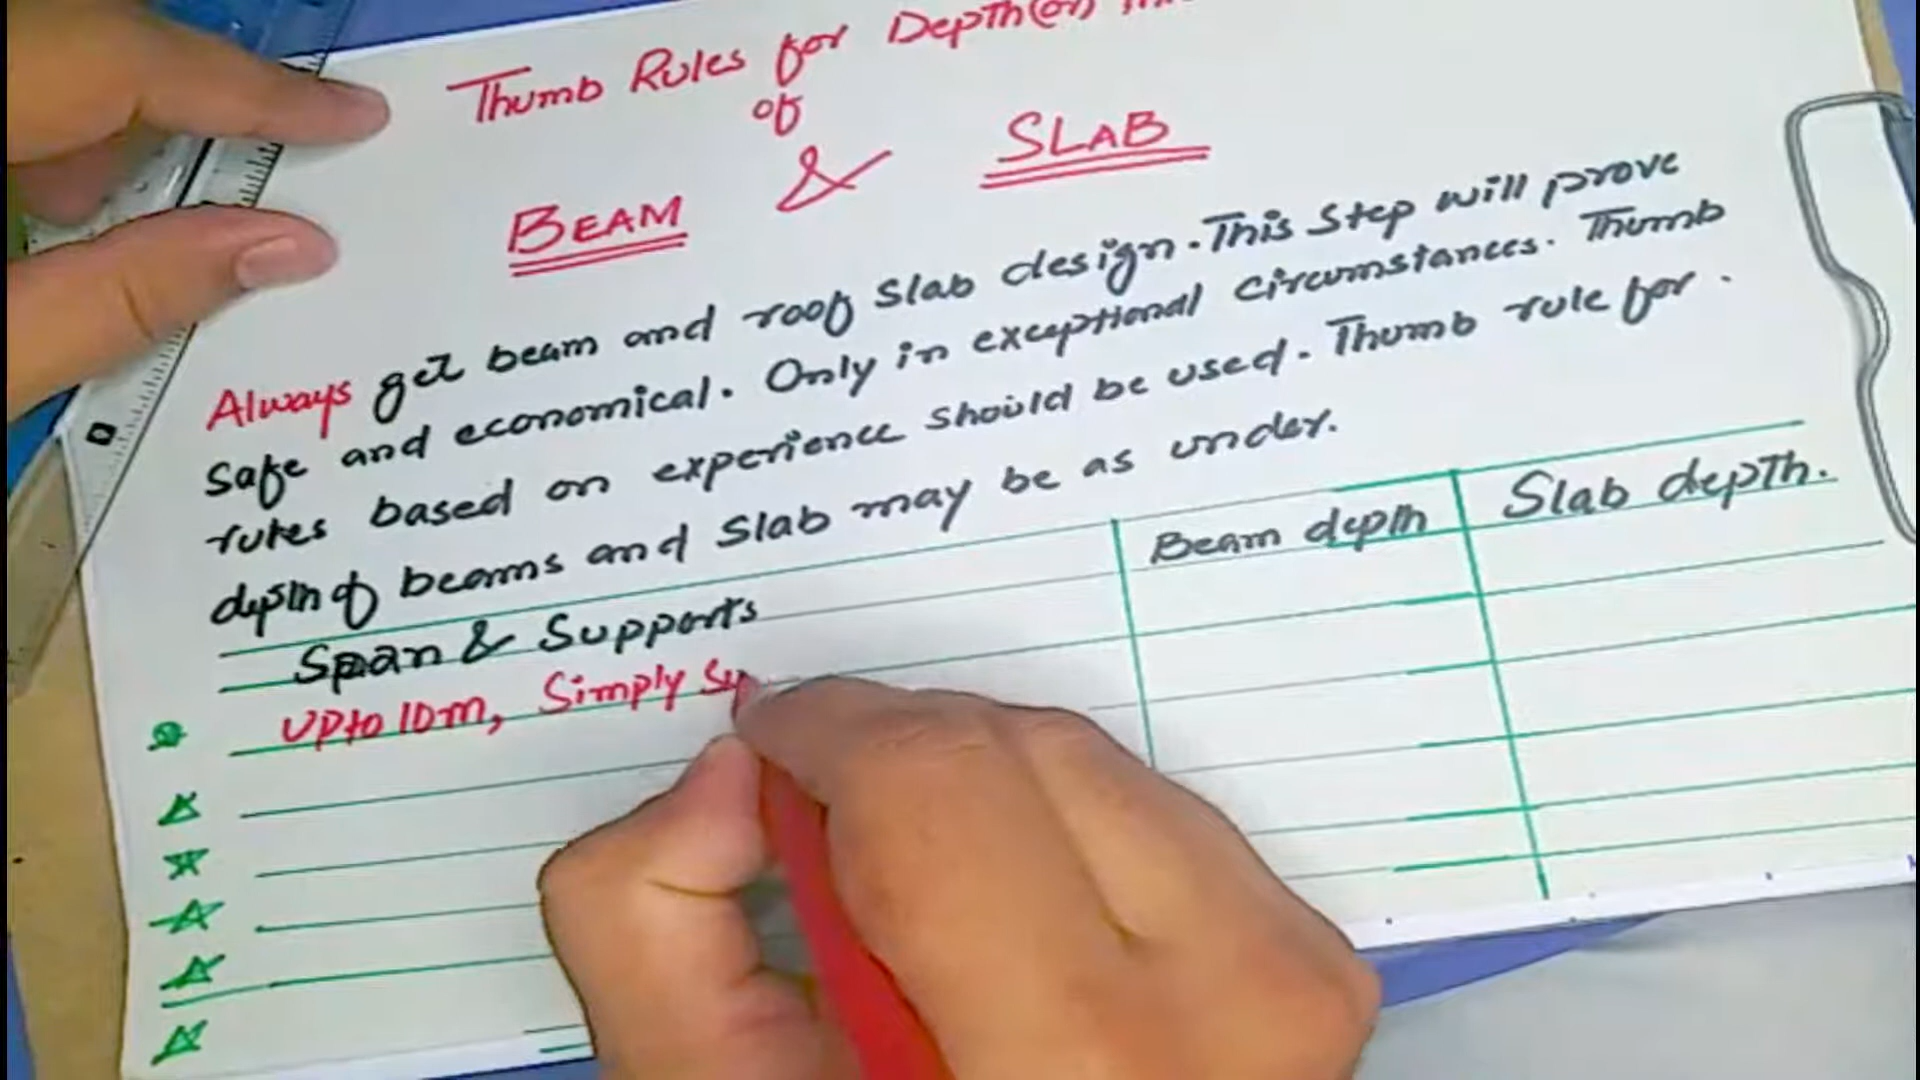 Thumb Rules for Depth (or)
of
BEAM & SLAB
Always get beam and roof Slab design. This Step will prove
safe and economical. Only in exceptional circumstances. Thumb
rules based on experience should be used. Thumb rule for.
depth of beams and Slab may be as under.
Span & Supports Beam depth Slab depth.
Upto 10m, Simply Su